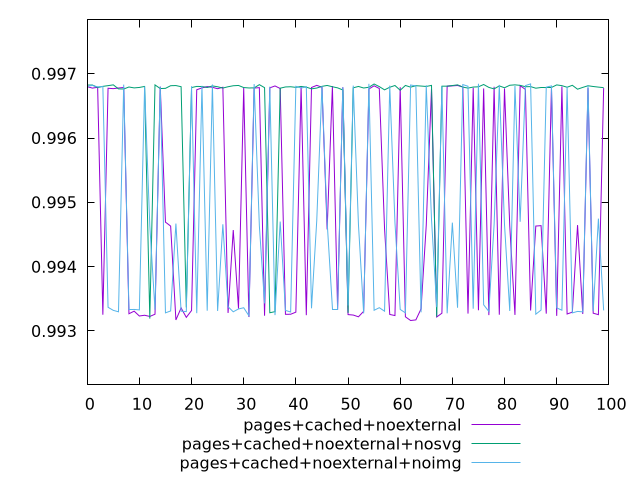 0.997
0.996
0.995
0.994
0.993
0 10 20 30 40 50 60 70 80 90 100
pages+cached+noexternal
pages+cached+noexternal+nosvg
pages+cached+noexternal+noimg